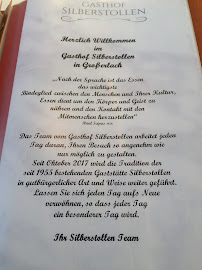 GASTHOF
SILBERSTOLLEN
Herzlich Willkommen
im
Gasthof Silberstollen
in Großerlach
"Nach der Sprache ist das Essen
das wichtigste
Bindeglied zwischen den Menschen und Ihrer Kultur,
Essen dient um den Körper und Geist zu
nähren und den Kontakt mit den
Mitmenschen herzustellen"
Das Team vom Gasthof Silberstollen arbeitet jeden
Tag daran, Ihren Besuch so angenehm wie
nur möglich zu gestalten.
Seit Oktober 2017 wird die Tradition der
seit 1955 bestehenden Gaststätte Silberstollen
in gutbürgerlicher Art und Weise weiter geführt.
Lassen Sie sich jeden Tag aufs Neue
verwöhnen, so dass jeder Tag
ein besonderer Tag wird.
Ihr Silberstollen Team